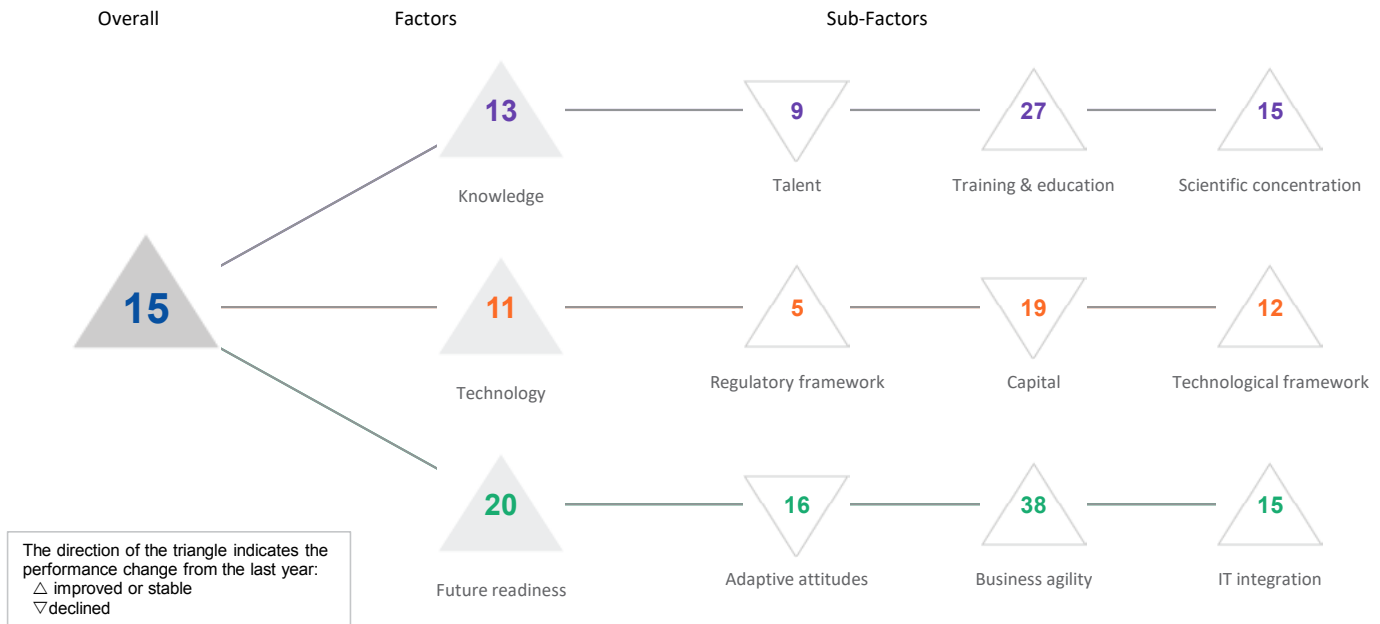 Overall
Factors
Sub-Factors
13
Knowledge
9
Talent
27
Training & education
15
Scientific concentration
15
11
Technology
5
Regulatory framework
19
Capital
12
Technological framework
20
Future readiness
16
Adaptive attitudes
38
Business agility
15
IT integration
The direction of the triangle indicates the
performance change from the last year:
△ improved or stable
▽declined